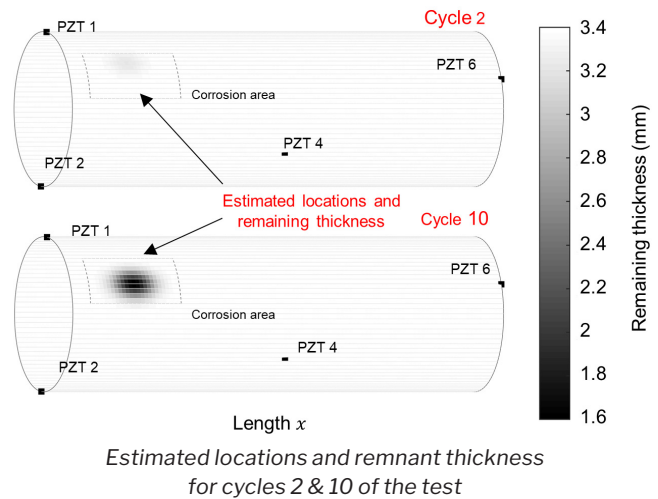 PZT 1
Cycle 2
PZT 6
Corrosion area
PZT 4
PZT 2
Estimated locations and
remaining thickness
Cycle 10
PZT 1
PZT 6
Corrosion area
PZT 4
PZT 2
Length x
3.4
3.2
3
2.8
2.6
2.4
2.2
2
1.8
1.6
Remaining thickness (mm)
Estimated locations and remnant thickness
for cycles 2 & 10 of the test